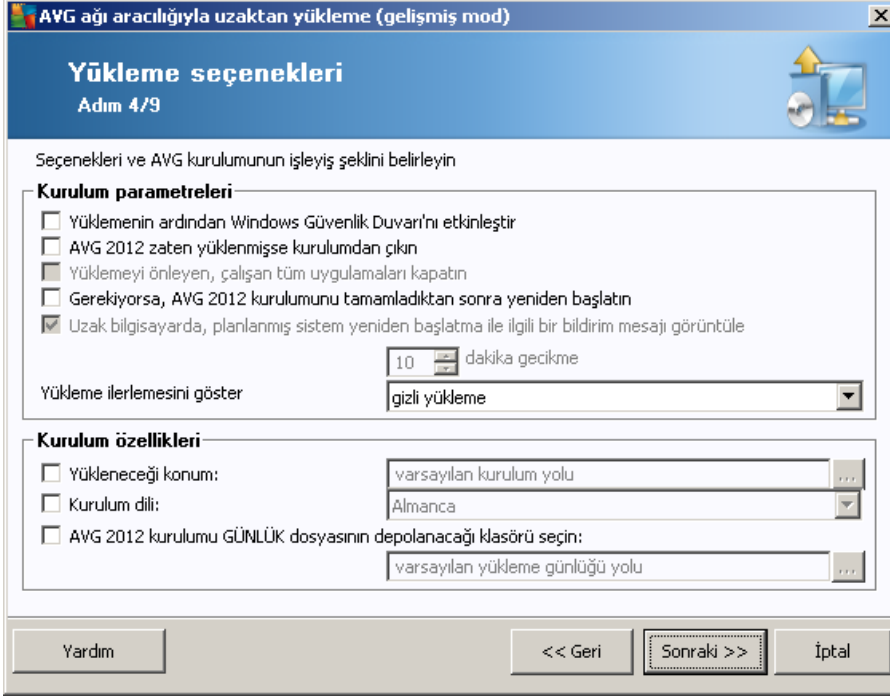 AVG ağı aracılığıyla uzaktan yükleme (gelişmiş mod)
Yükleme seçenekleri
Adım 4/9
Seçenekleri ve AVG kurulumunun işleyiş şeklini belirleyin
Kurulum parametreleri
Yüklemenin ardından Windows Güvenlik Duvarı'nı etkinleştir
AVG 2012 zaten yüklenmişse kurulumdan çıkın
Yüklemeyi önleyen, çalışan tüm uygulamaları kapatın
Gerekiyorsa, AVG 2012 kurulumunu tamamladıktan sonra yeniden başlatın
Uzak bilgisayarda, planlanmış sistem yeniden başlatma ile ilgili bir bildirim mesajı görüntüle
10 dakika gecikme
Yükleme ilerlemesini göster gizli yükleme
Kurulum özellikleri
Yükleneceği konum: varsayılan kurulum yolu ...
Kurulum dili: Almanca
AVG 2012 kurulumu GÜNLÜK dosyasının depolanacağı klasörü seçin:
varsayılan yükleme günlüğü yolu ...
Yardım << Geri Sonraki >> İptal